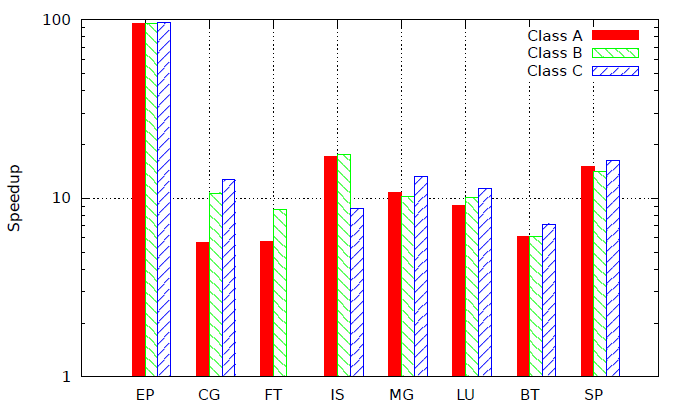 100
Class A
Class B
Class C
Speedup
10
1
EP CG FT IS MG LU BT SP